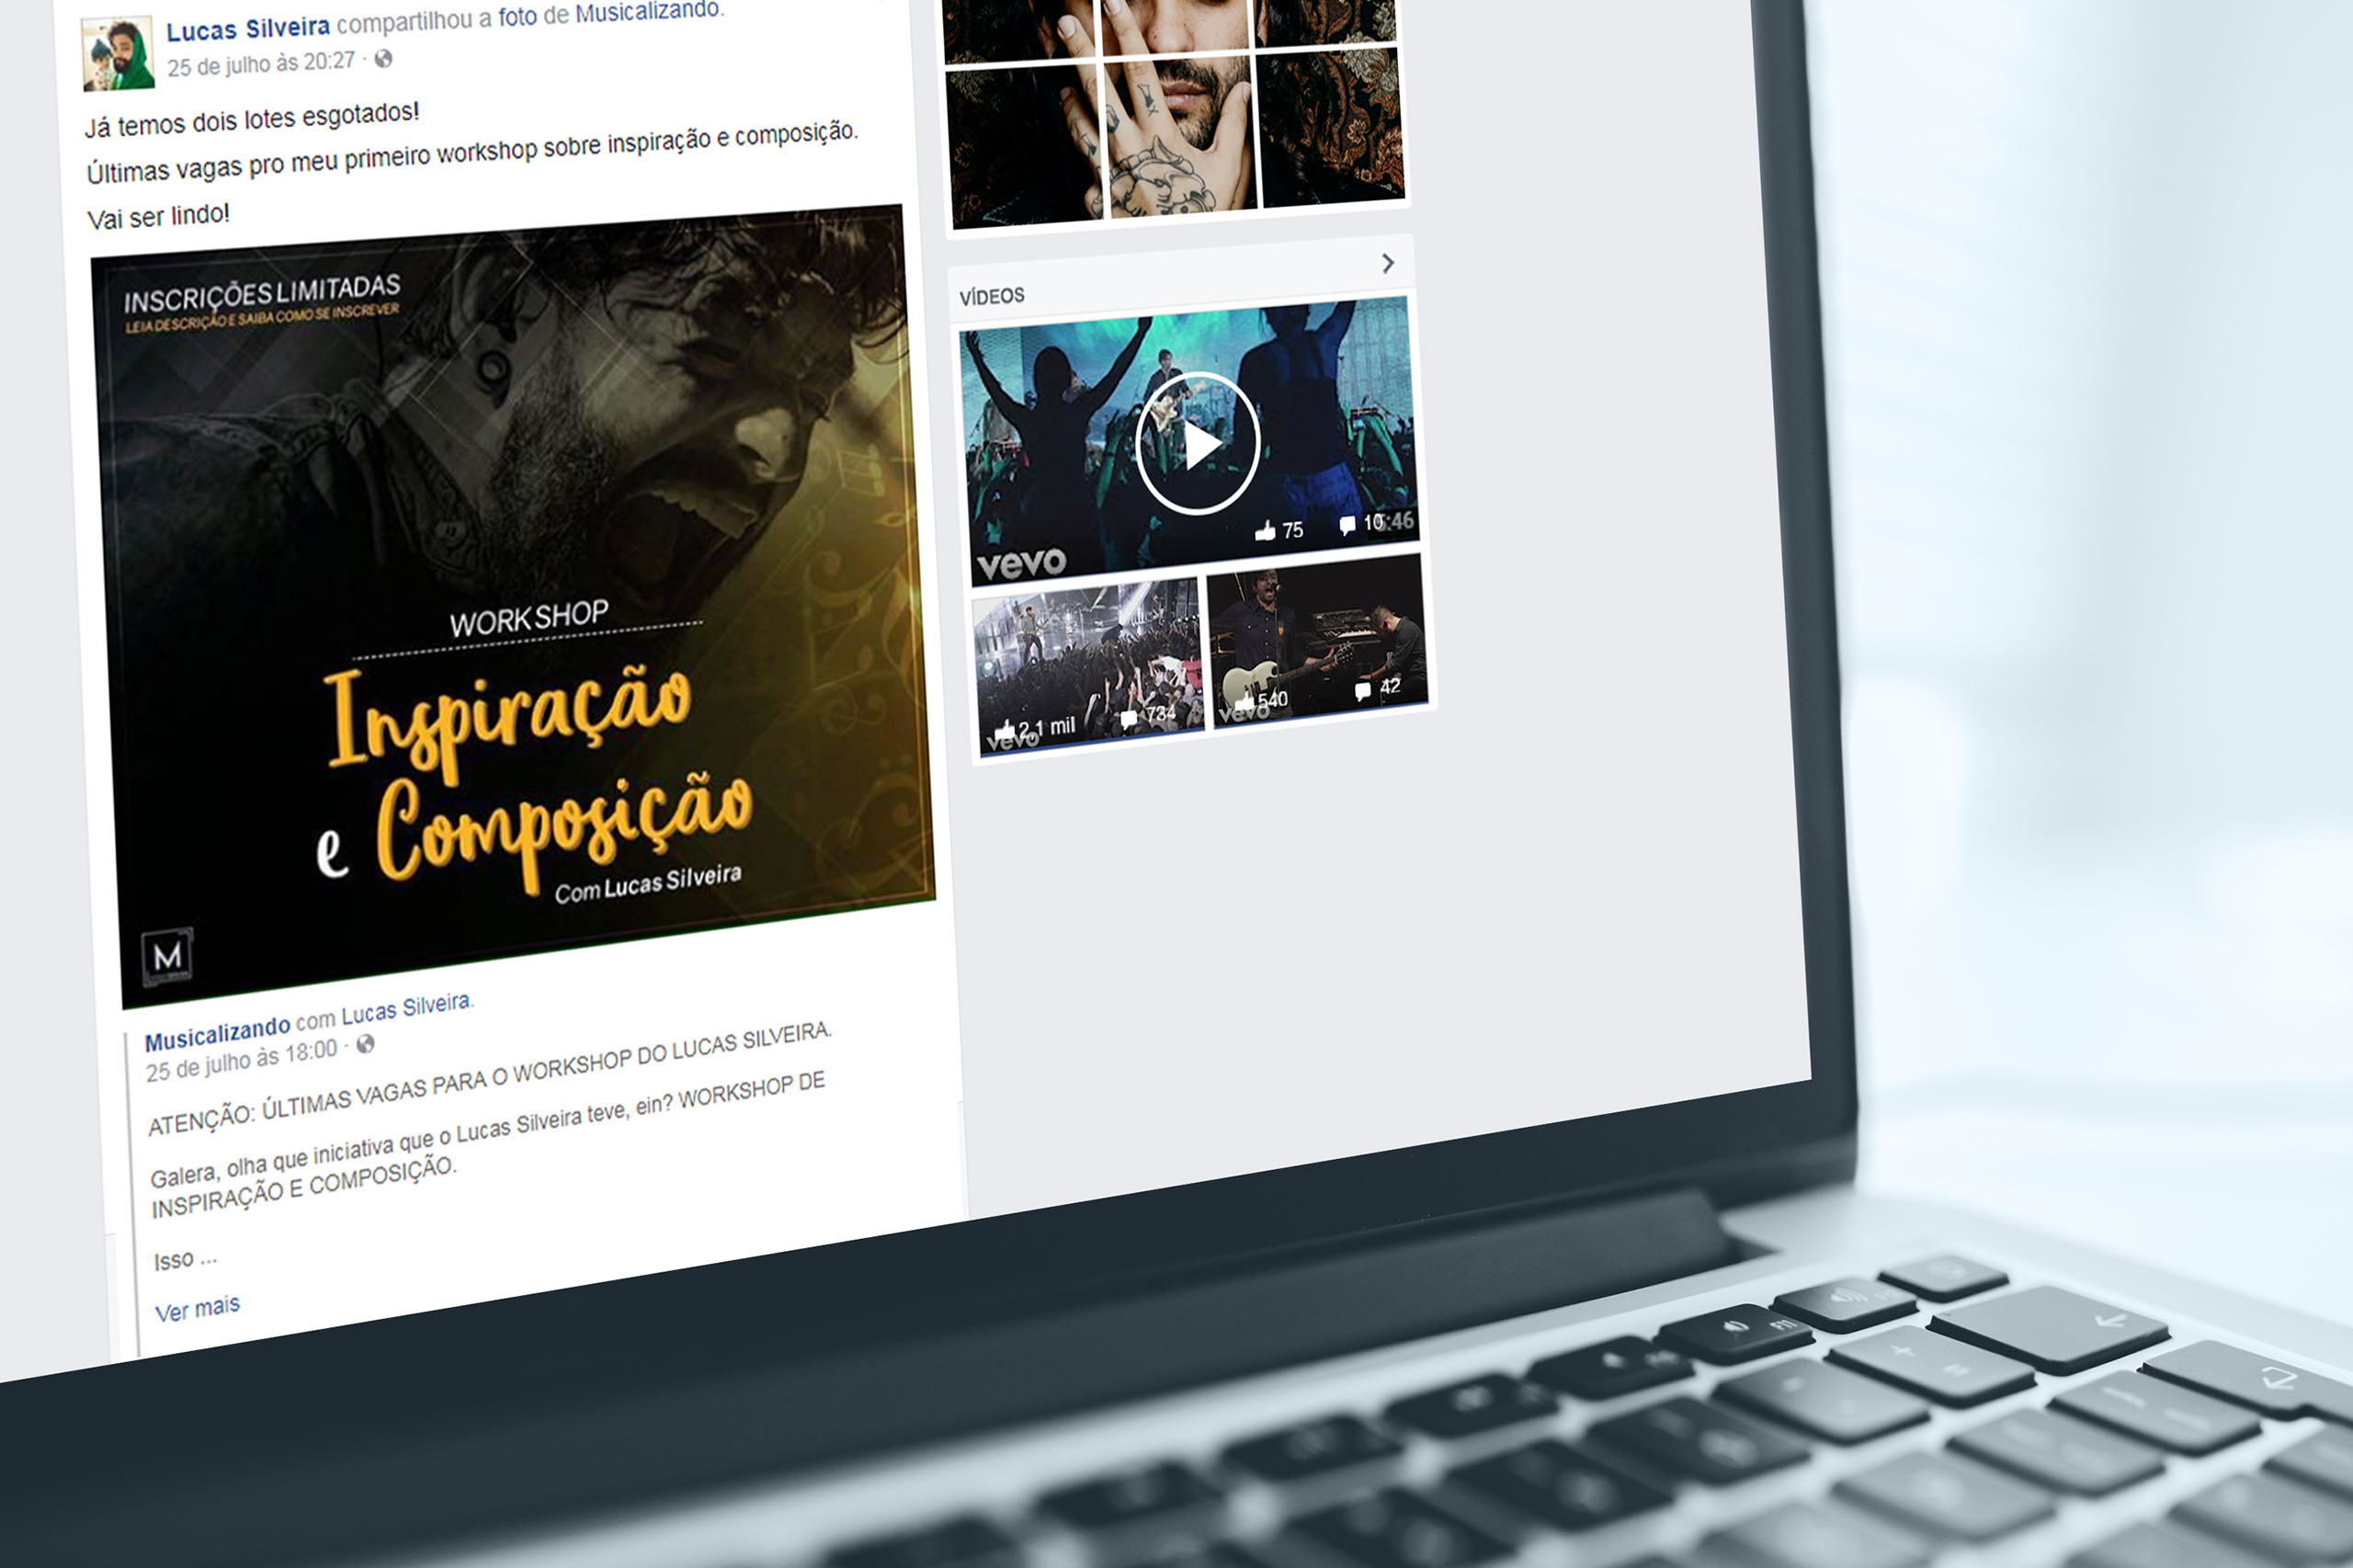 Lucas Silveira compartilhou a foto de Musicalizando.
25 de julho às 20:27 ·
Já temos dois lotes esgotados!
Últimas vagas pro meu primeiro workshop sobre inspiração e composição.
Vai ser lindo!
INSCRIÇÕES LIMITADAS
LEIA DESCRIÇÃO E SAIBA COMO SE INSCREVER
WORKSHOP
Inspiração
e Composição
Com Lucas Silveira
M
Musicalizando com Lucas Silveira.
25 de julho às 18:00 ·
ATENÇÃO: ÚLTIMAS VAGAS PARA O WORKSHOP DO LUCAS SILVEIRA.
Galera, olha que iniciativa que o Lucas Silveira teve, ein? WORKSHOP DE
INSPIRAÇÃO E COMPOSIÇÃO.
Isso ...
Ver mais
VÍDEOS
75 10 :46
vevo
2,1 mil 734
vevo
540 42
vevo
F11